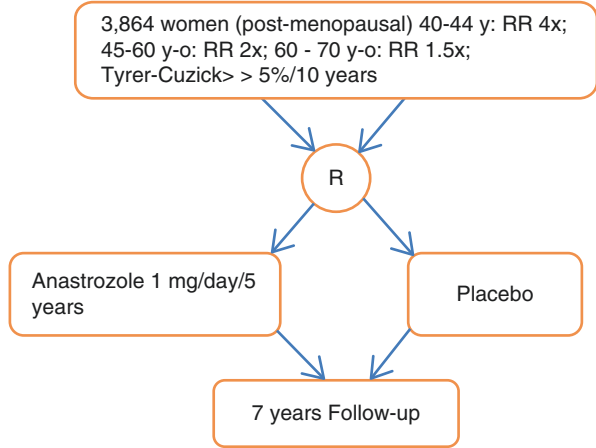 3,864 women (post-menopausal) 40-44 y: RR 4x;
45-60 y-o: RR 2x; 60 - 70 y-o: RR 1.5x;
Tyrer-Cuzick> > 5%/10 years
R
Anastrozole 1 mg/day/5
years
Placebo
7 years Follow-up